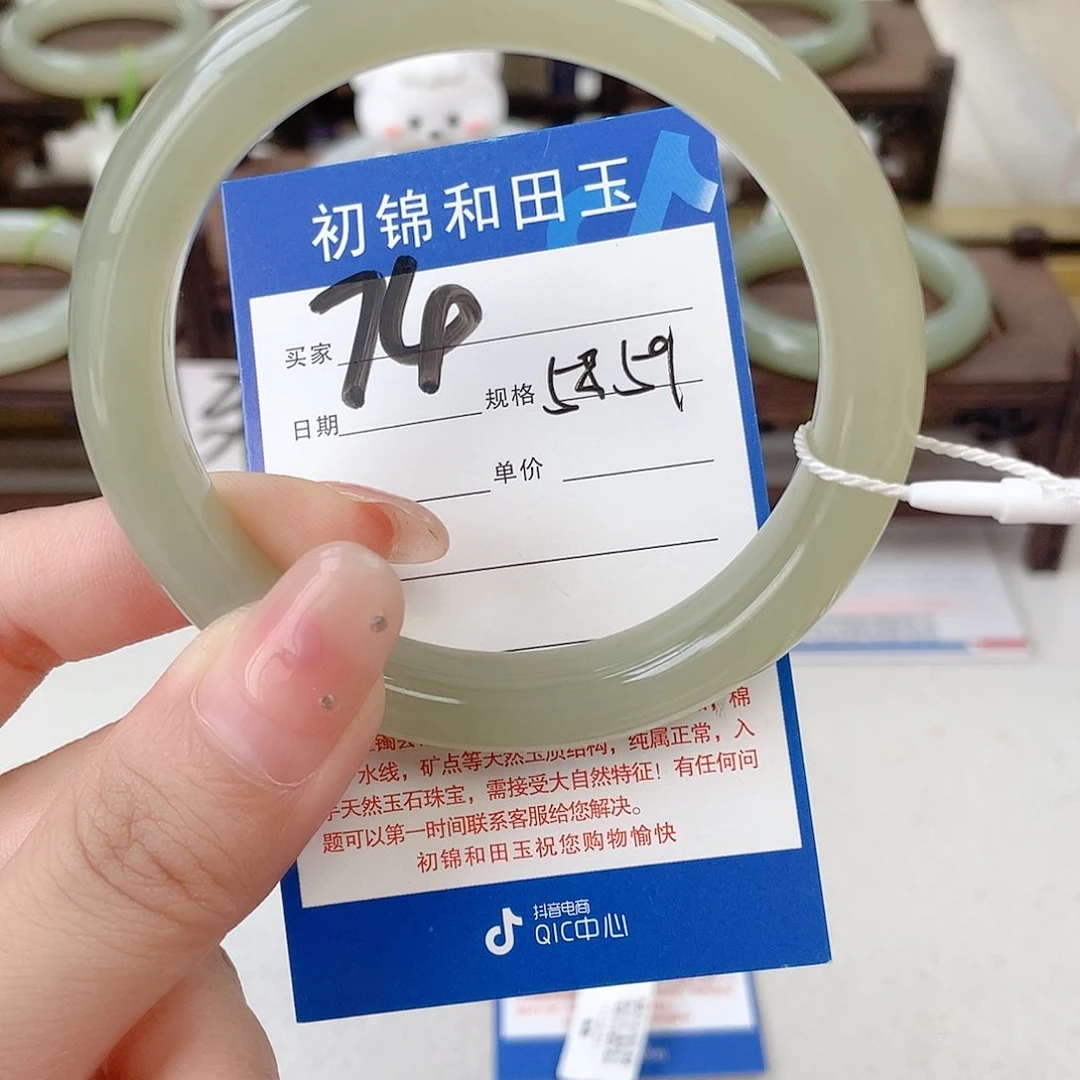 初锦和田玉
买家 74
日期 规格 58.59
单价
，棉
天然玉质结构，纯属正常，入
水线，矿点等
天然玉石珠宝，需接受大自然特征！有任何问
题可以第一时间联系客服给您解决。
初锦和田玉祝您购物愉快
抖音电商
QIC中心